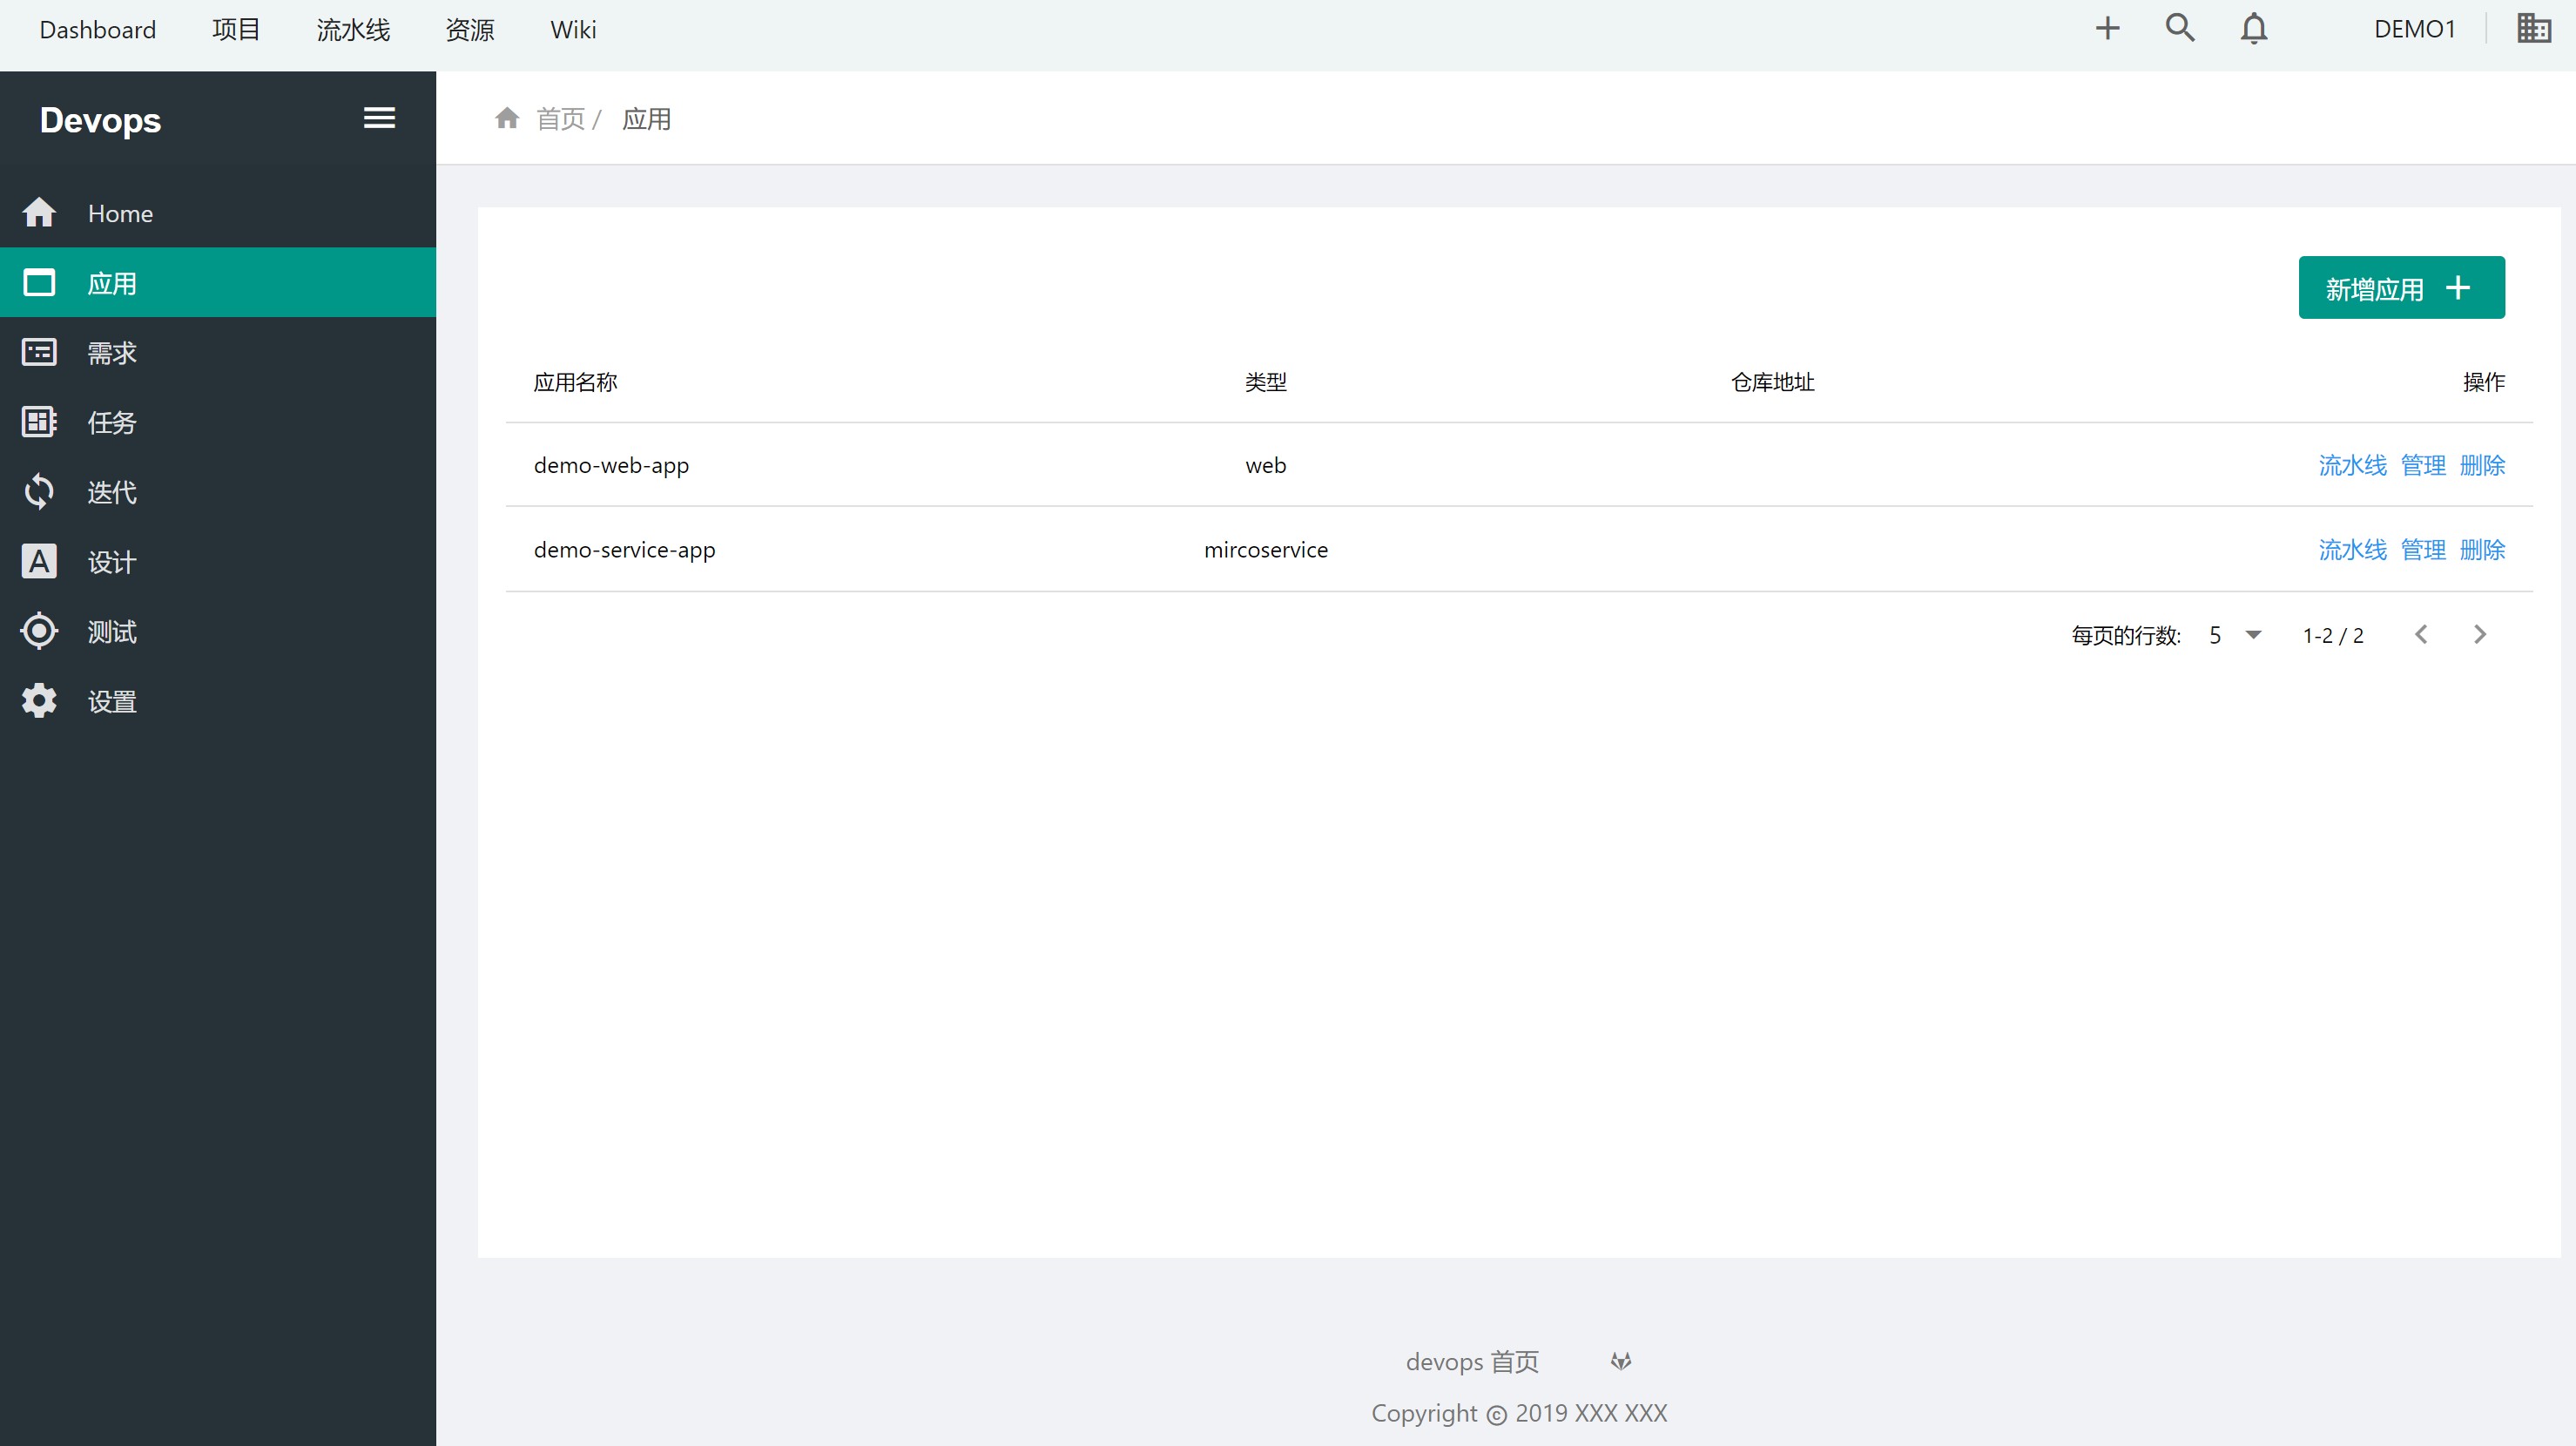 Dashboard 项目 流水线 资源 Wiki DEMO1
Devops
首页 / 应用
Home
应用
需求
任务
迭代
设计
测试
设置
新增应用
应用名称 类型 仓库地址 操作
demo-web-app web 流水线 管理 删除
demo-service-app mircoservice 流水线 管理 删除
每页的行数: 5 1-2 / 2
devops 首页
Copyright © 2019 XXX XXX